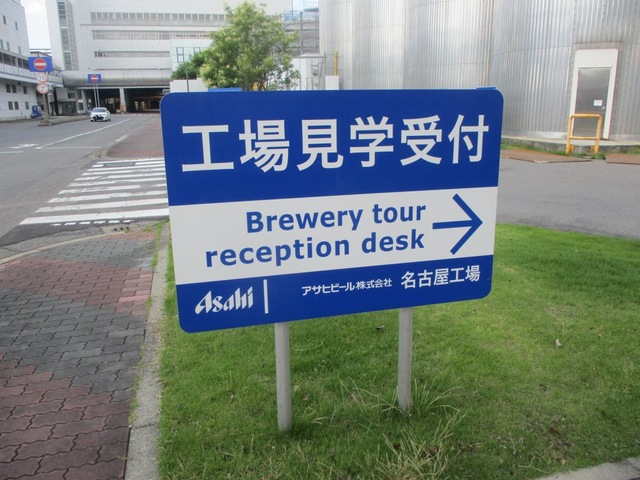 工場見学受付
Brewery tour
reception desk
Asahi アサヒビール株式会社 名古屋工場